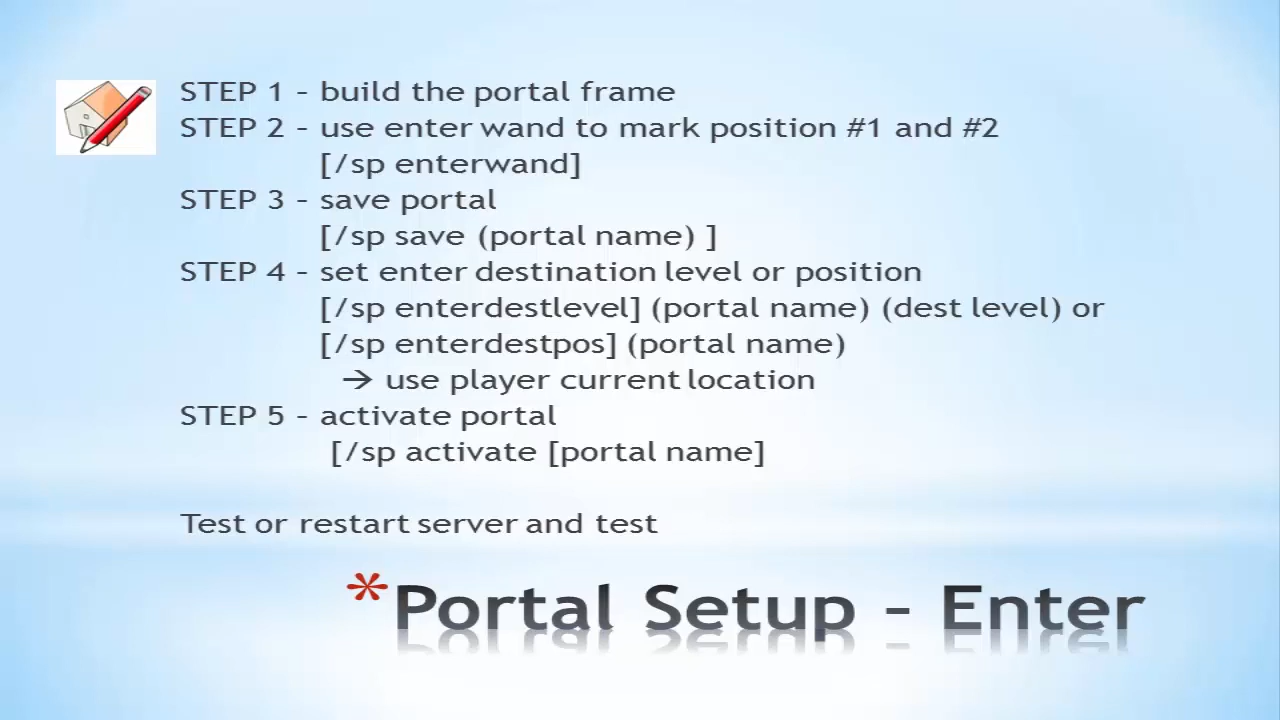 STEP 1 – build the portal frame
STEP 2 – use enter wand to mark position #1 and #2
[/sp enterwand]
STEP 3 – save portal
[/sp save (portal name) ]
STEP 4 – set enter destination level or position
[/sp enterdestlevel] (portal name) (dest level) or
[/sp enterdestpos] (portal name)
→ use player current location
STEP 5 – activate portal
[/sp activate [portal name]
Test or restart server and test
*Portal Setup – Enter